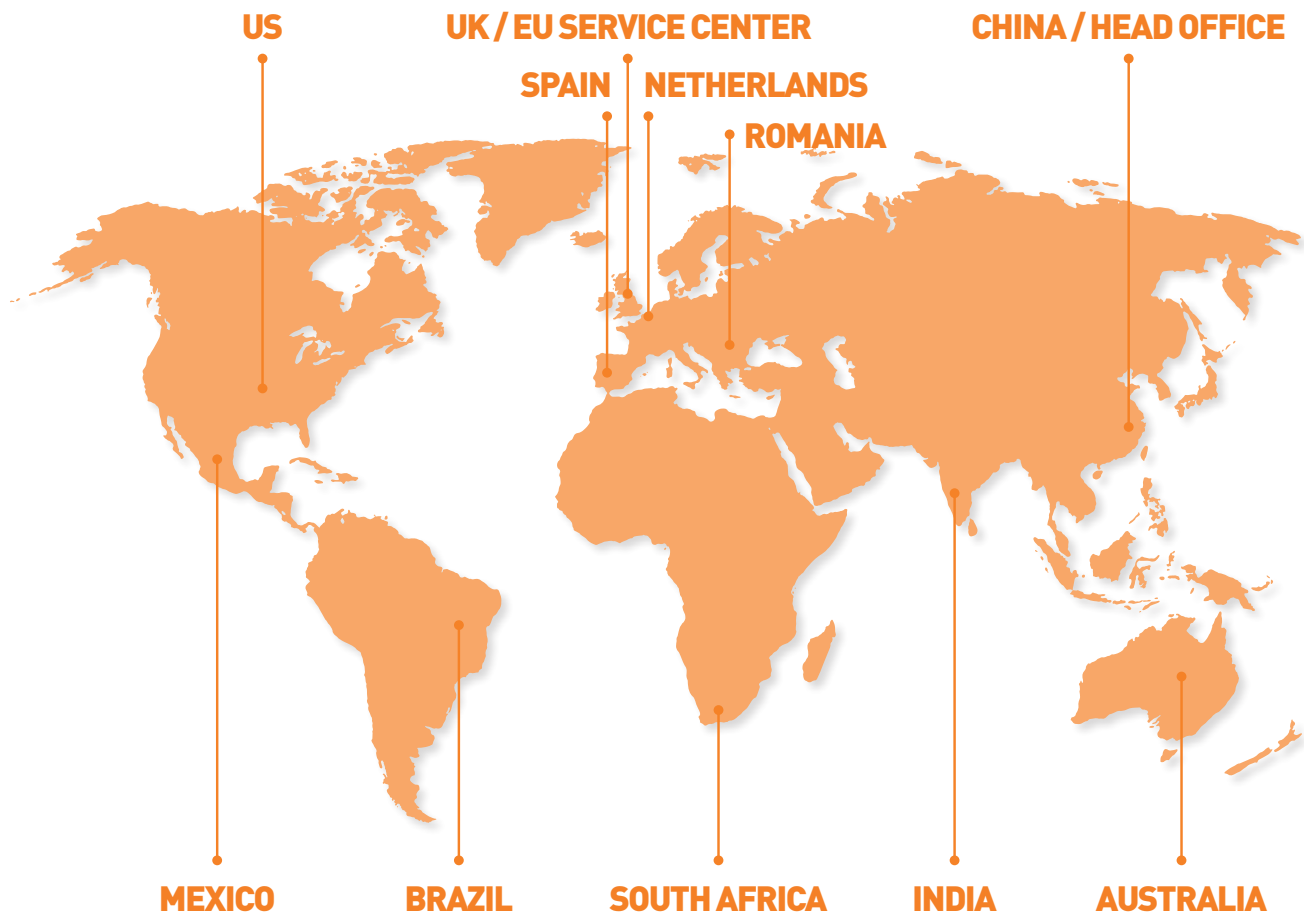 US
UK / EU SERVICE CENTER
CHINA / HEAD OFFICE
SPAIN
NETHERLANDS
ROMANIA
MEXICO
BRAZIL
SOUTH AFRICA
INDIA
AUSTRALIA